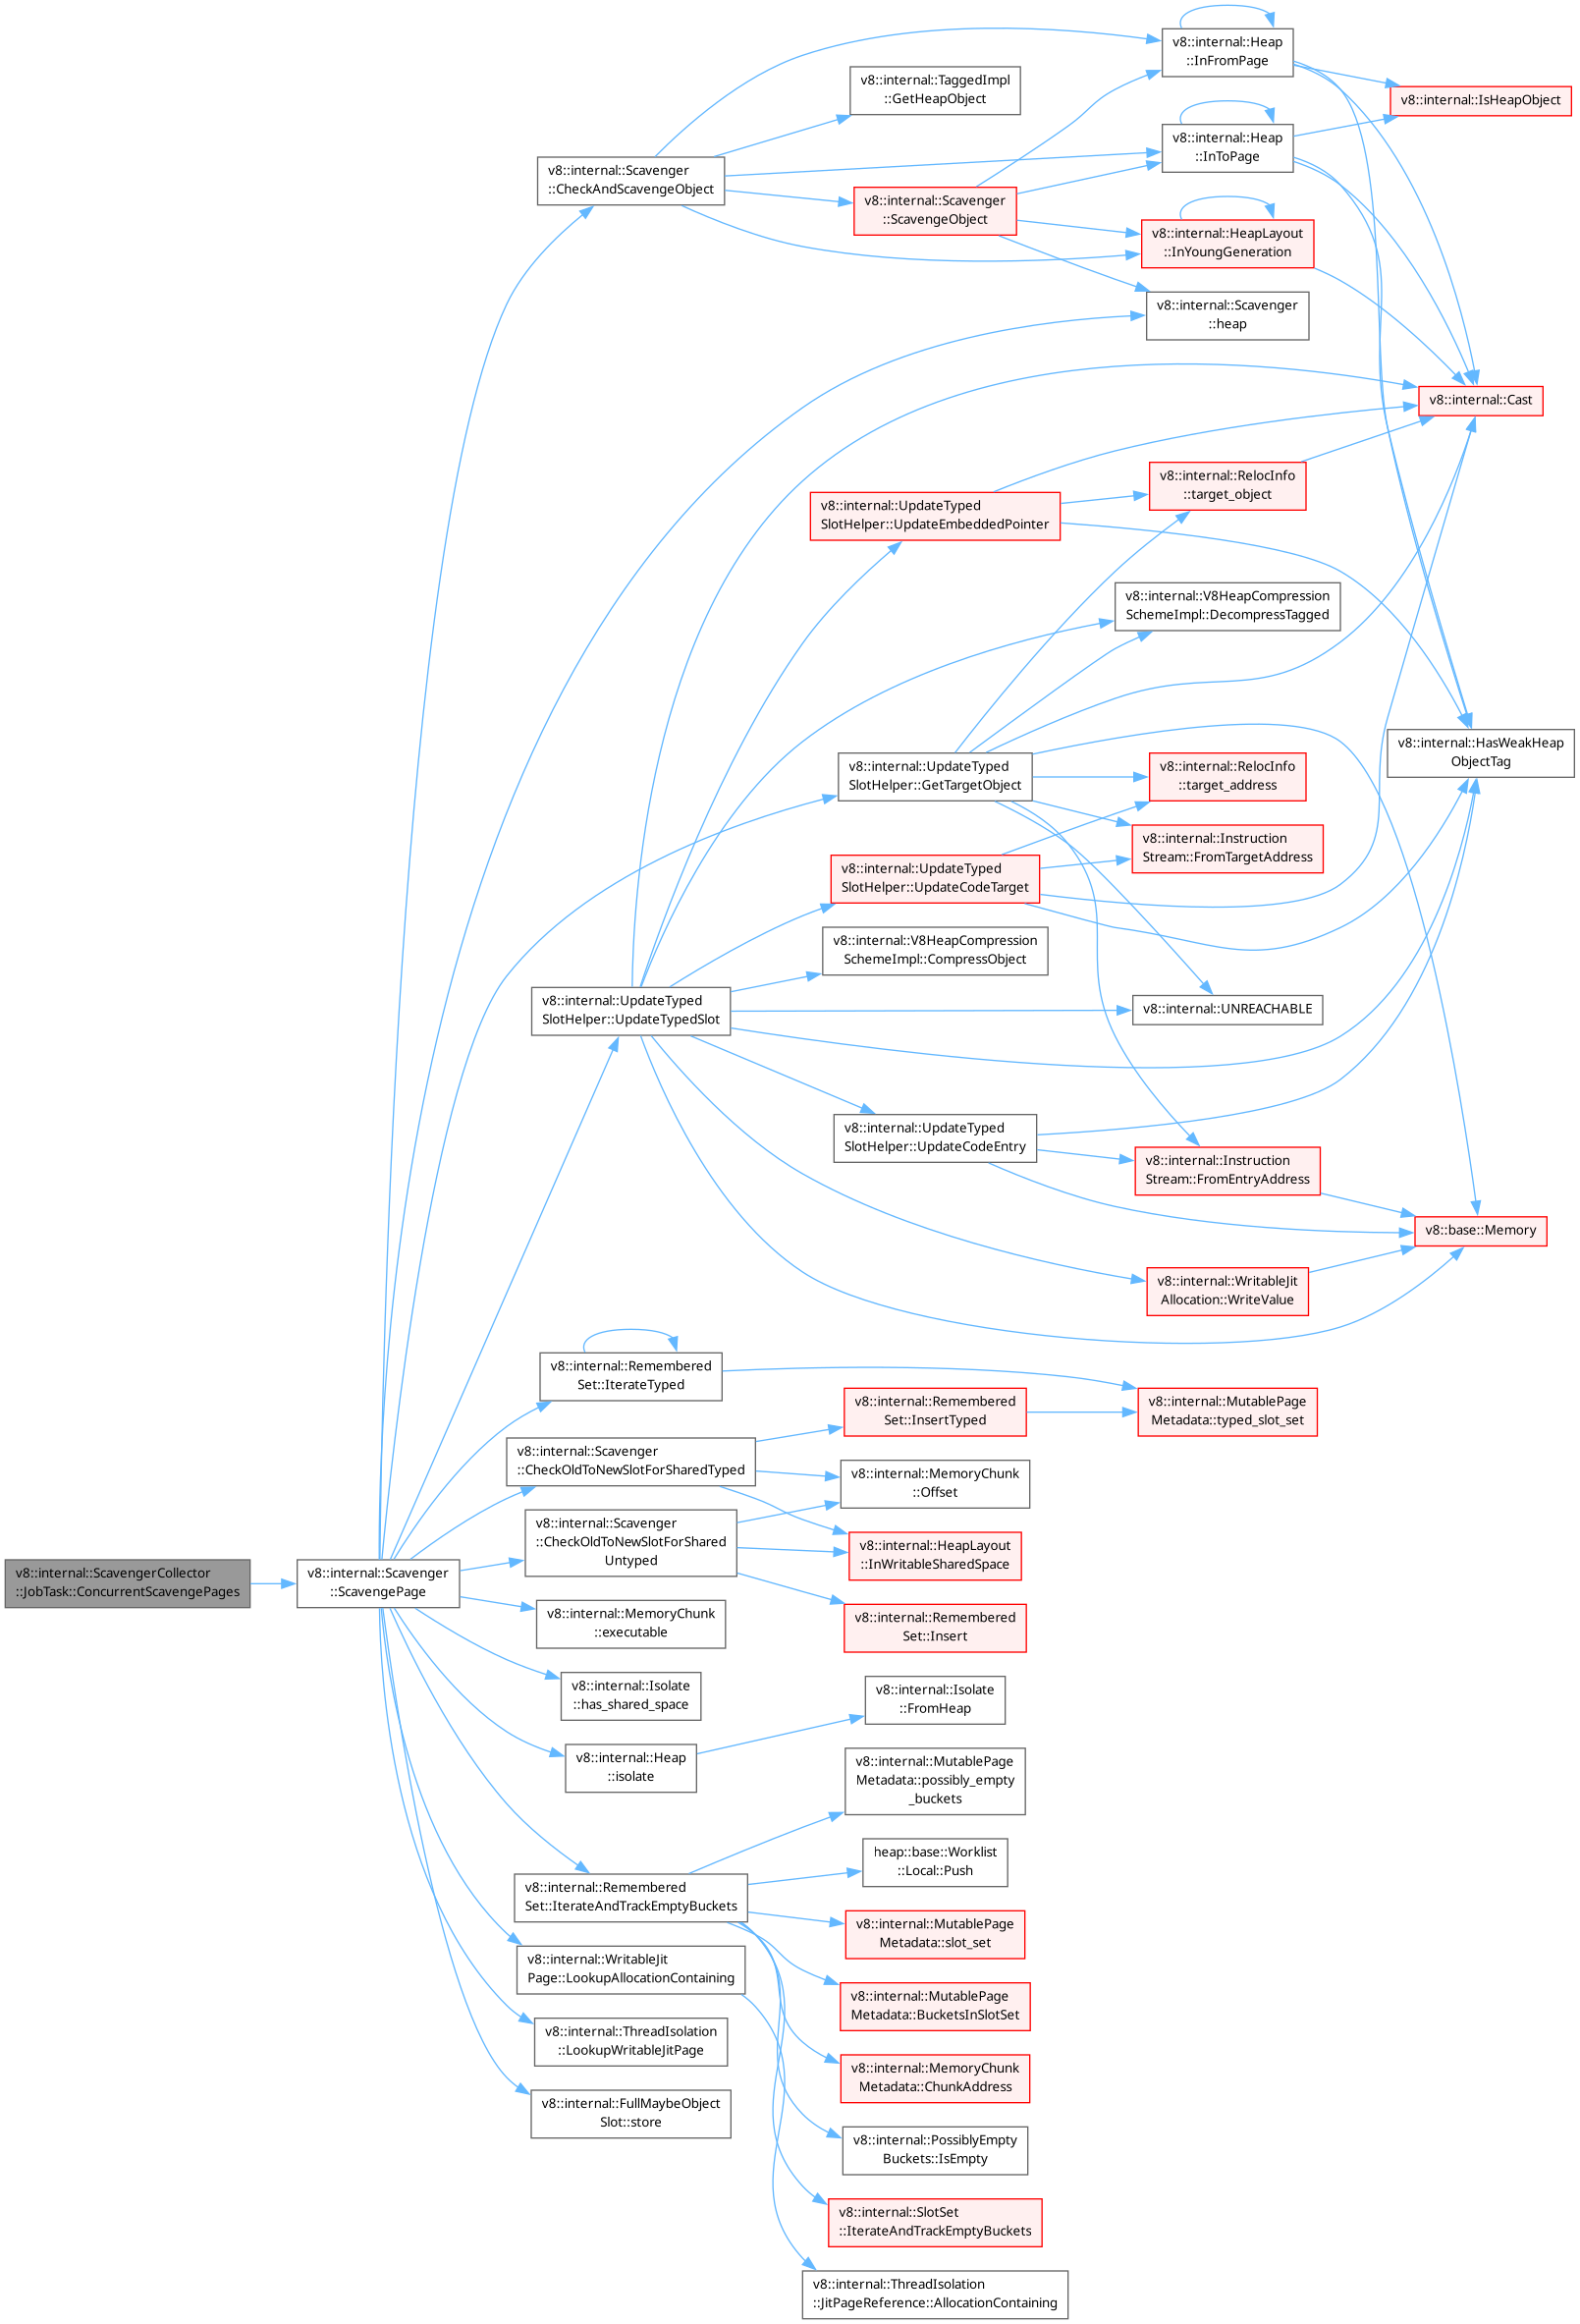 v8::internal::Heap
::InFromPage
v8::internal::TaggedImpl
::GetHeapObject
v8::internal::IsHeapObject
v8::internal::Heap
::InToPage
v8::internal::Scavenger
::CheckAndScavengeObject
v8::internal::Scavenger
::ScavengeObject
v8::internal::HeapLayout
::InYoungGeneration
v8::internal::Scavenger
::heap
v8::internal::Cast
v8::internal::RelocInfo
::target_object
v8::internal::UpdateTyped
SlotHelper::UpdateEmbeddedPointer
v8::internal::V8HeapCompression
SchemeImpl::DecompressTagged
v8::internal::HasWeakHeap
ObjectTag
v8::internal::UpdateTyped
SlotHelper::GetTargetObject
v8::internal::RelocInfo
::target_address
v8::internal::Instruction
Stream::FromTargetAddress
v8::internal::UpdateTyped
SlotHelper::UpdateCodeTarget
v8::internal::V8HeapCompression
SchemeImpl::CompressObject
v8::internal::UpdateTyped
SlotHelper::UpdateTypedSlot
v8::internal::UNREACHABLE
v8::internal::UpdateTyped
SlotHelper::UpdateCodeEntry
v8::internal::Instruction
Stream::FromEntryAddress
v8::base::Memory
v8::internal::WritableJit
Allocation::WriteValue
v8::internal::Remembered
Set::IterateTyped
v8::internal::Remembered
Set::InsertTyped
v8::internal::MutablePage
Metadata::typed_slot_set
v8::internal::Scavenger
::CheckOldToNewSlotForSharedTyped
v8::internal::MemoryChunk
::Offset
v8::internal::Scavenger
::CheckOldToNewSlotForShared
Untyped
v8::internal::HeapLayout
::InWritableSharedSpace
v8::internal::ScavengerCollector
::JobTask::ConcurrentScavengePages
v8::internal::Scavenger
::ScavengePage
v8::internal::MemoryChunk
::executable
v8::internal::Remembered
Set::Insert
v8::internal::Isolate
::has_shared_space
v8::internal::Isolate
::FromHeap
v8::internal::Heap
::isolate
v8::internal::MutablePage
Metadata::possibly_empty
_buckets
heap::base::Worklist
::Local::Push
v8::internal::Remembered
Set::IterateAndTrackEmptyBuckets
v8::internal::MutablePage
Metadata::slot_set
v8::internal::WritableJit
Page::LookupAllocationContaining
v8::internal::MutablePage
Metadata::BucketsInSlotSet
v8::internal::ThreadIsolation
::LookupWritableJitPage
v8::internal::MemoryChunk
Metadata::ChunkAddress
v8::internal::FullMaybeObject
Slot::store
v8::internal::PossiblyEmpty
Buckets::IsEmpty
v8::internal::SlotSet
::IterateAndTrackEmptyBuckets
v8::internal::ThreadIsolation
::JitPageReference::AllocationContaining